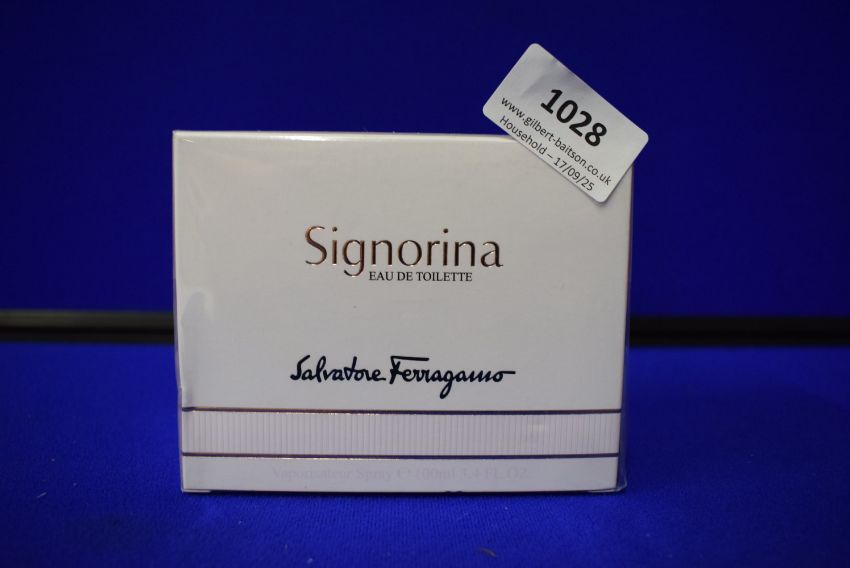 1028
www.gilbert-baitson.co.uk
Household – 17/09/25
Signorina
EAU DE TOILETTE
Salvatore Ferragamo
Vaporisateur Spray ℮ 100ml 3.4 FL.OZ